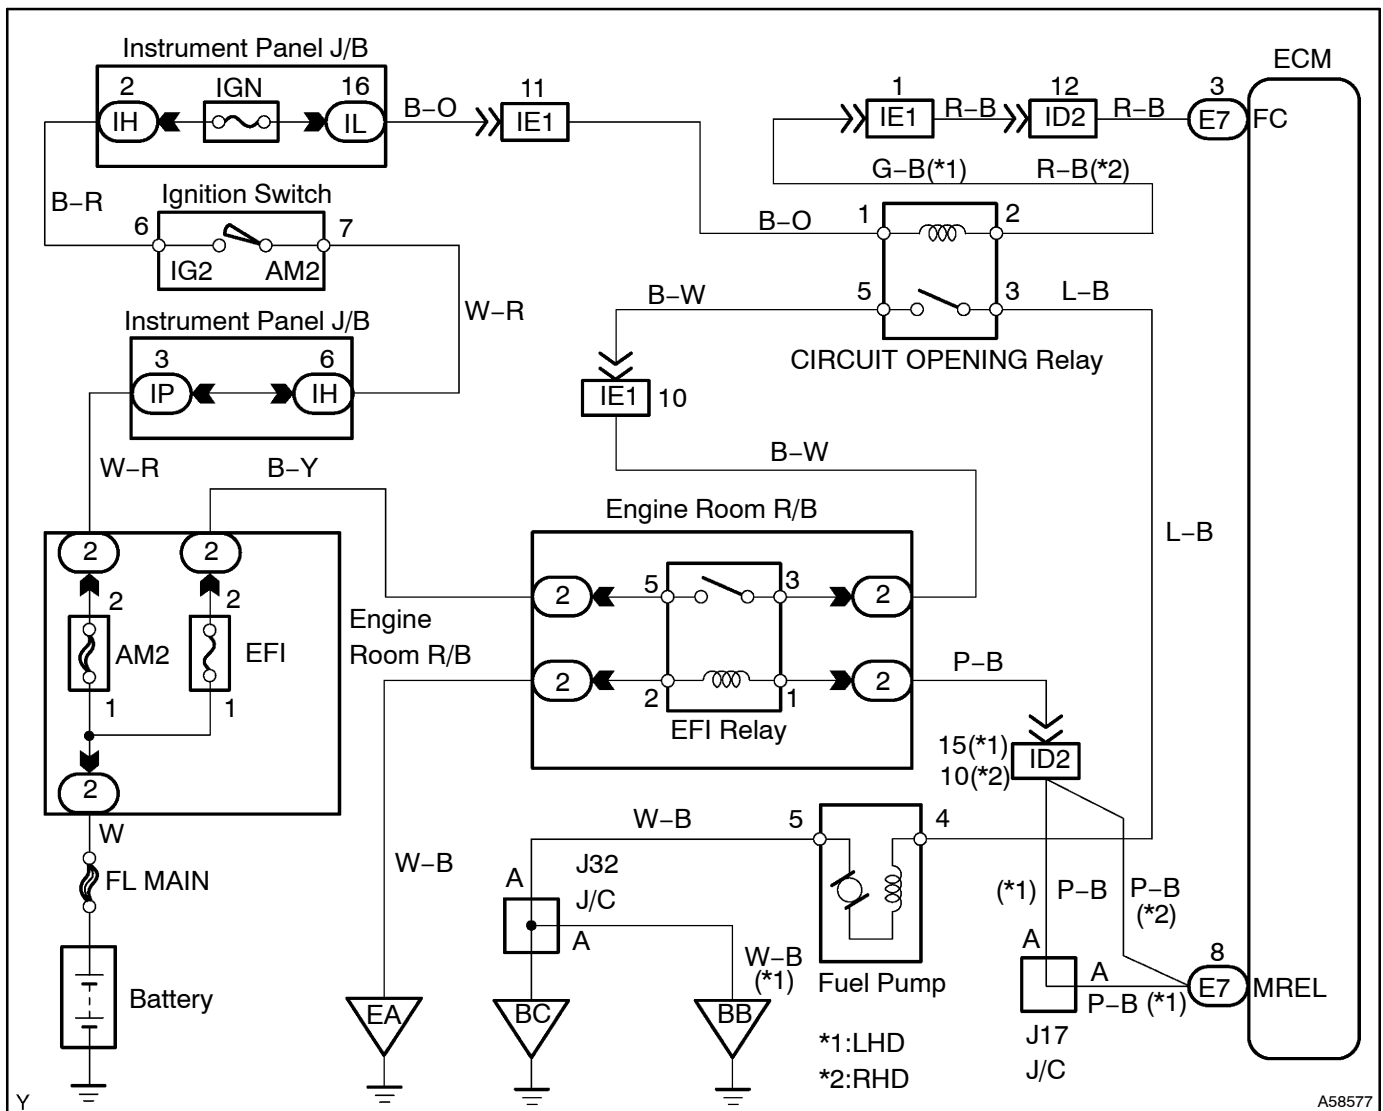 Instrument Panel J/B
ECM
2
IGN
16
11
1
12
3
IH
IL
B–O
IE1
IE1
R–B
ID2
R–B
E7
FC
G–B(*1)
R–B(*2)
B–R
Ignition Switch
6
7
B–O
1
2
IG2
AM2
W–R
B–W
5
3
L–B
Instrument Panel J/B
3
6
CIRCUIT OPENING Relay
IP
IH
IE1
10
W–R
B–Y
B–W
Engine Room R/B
L–B
2
2
2
2
AM2
EFI
1
1
2
Engine
Room R/B
2
5
3
2
2
2
1
2
EFI Relay
P–B
15(*1)
10(*2)
ID2
W
FL MAIN
W–B
W–B
5
4
A
J32
J/C
A
W–B
(*1)
Fuel Pump
(*1)
P–B
P–B
(*2)
A
A
P–B (*1)
8
E7
MREL
J17
J/C
Battery
EA
BC
BB
*1:LHD
*2:RHD
Y
A58577